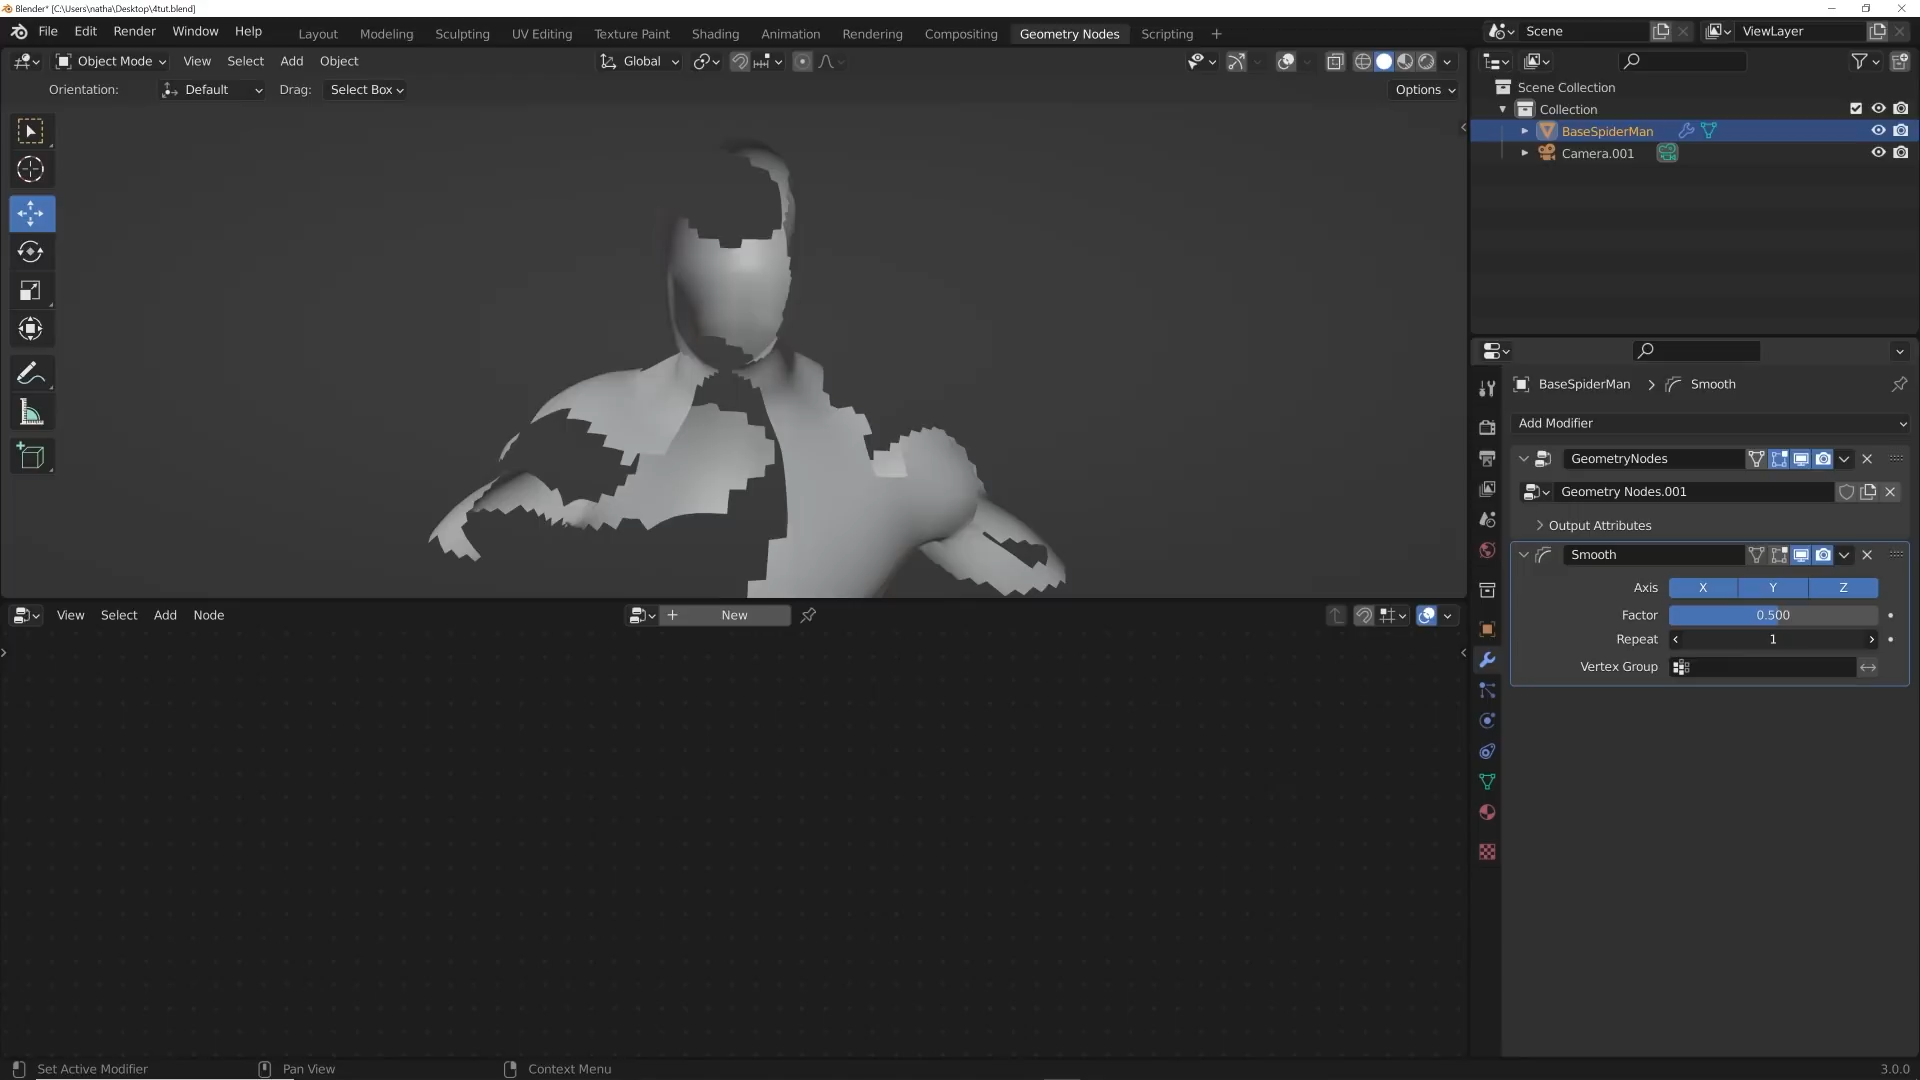 Blender* [C:\Users\natha\Desktop\4tut.blend]
File Edit Render Window Help Layout Modeling Sculpting UV Editing Texture Paint Shading Animation Rendering Compositing Geometry Nodes Scripting + Scene ViewLayer
Object Mode View Select Add Object Global
Orientation: Default Drag: Select Box Options
Scene Collection
Collection
BaseSpiderMan
Camera.001
BaseSpiderMan > Smooth
Add Modifier
GeometryNodes
Geometry Nodes.001
Output Attributes
Smooth
Axis X Y Z
Factor 0.500
Repeat 1
Vertex Group
View Select Add Node + New
Set Active Modifier Pan View Context Menu 3.0.0